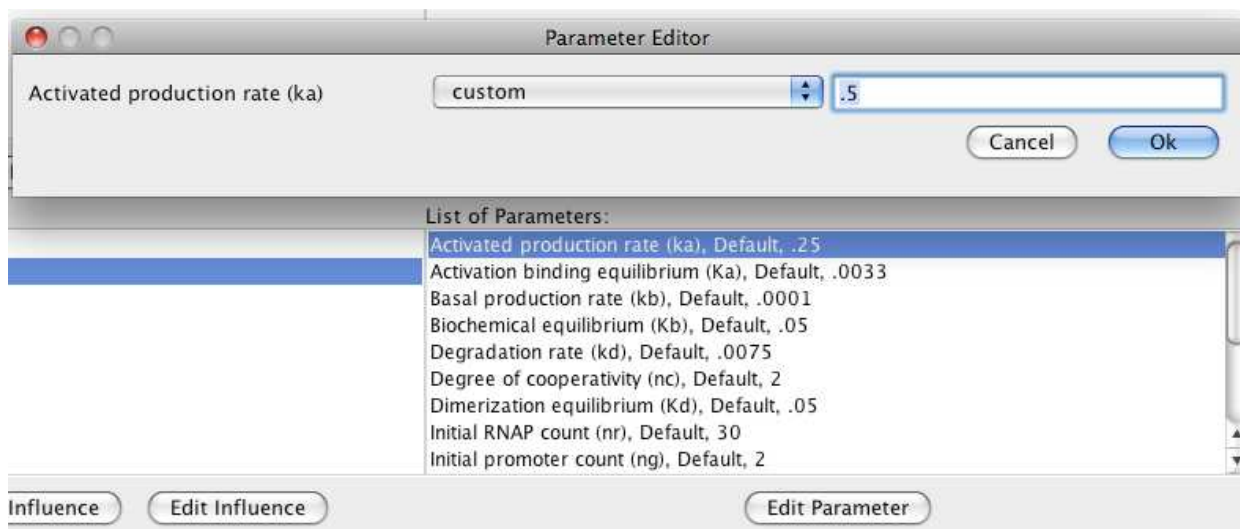 Parameter Editor
Activated production rate (ka)
custom
.5
Cancel
Ok
List of Parameters:
Activated production rate (ka), Default, .25
Activation binding equilibrium (Ka), Default, .0033
Basal production rate (kb), Default, .0001
Biochemical equilibrium (Kb), Default, .05
Degradation rate (kd), Default, .0075
Degree of cooperativity (nc), Default, 2
Dimerization equilibrium (Kd), Default, .05
Initial RNAP count (nr), Default, 30
Initial promoter count (ng), Default, 2
Influence
Edit Influence
Edit Parameter